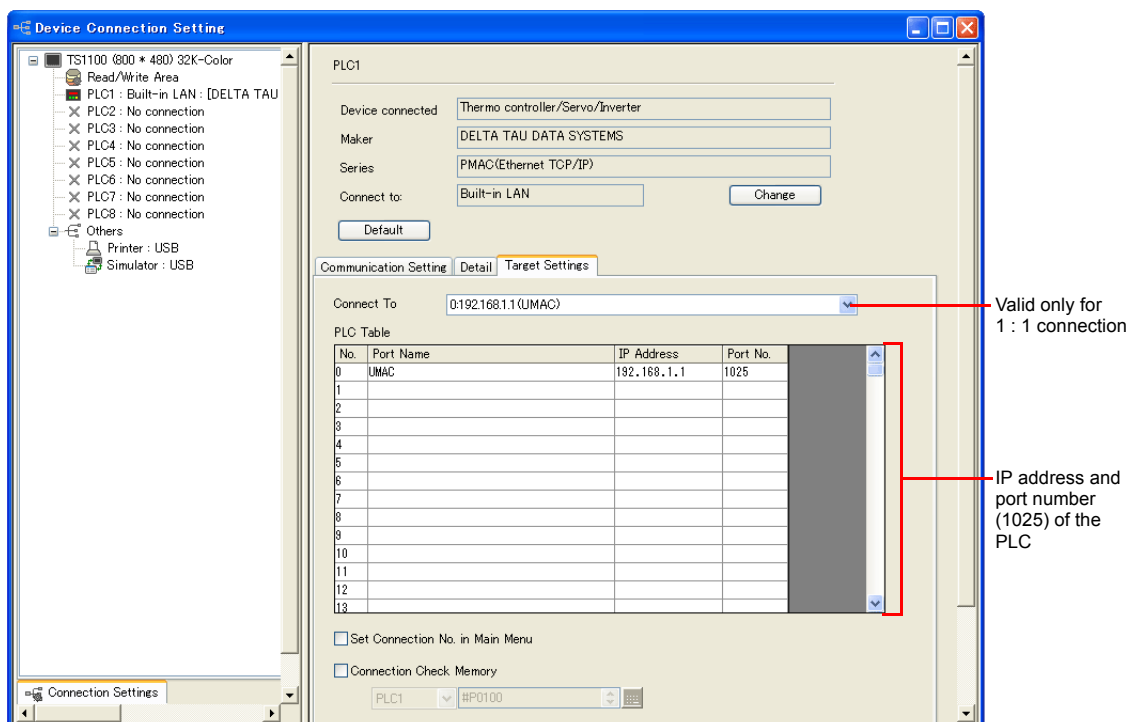 Device Connection Setting
TS1100 (800 * 480) 32K-Color
Read/Write Area
PLC1 : Built-in LAN : [DELTA TAU
PLC2 : No connection
PLC3 : No connection
PLC4 : No connection
PLC5 : No connection
PLC6 : No connection
PLC7 : No connection
PLC8 : No connection
Others
Printer : USB
Simulator : USB
Connection Settings
PLC1
Device connected Thermo controller/Servo/Inverter
Maker DELTA TAU DATA SYSTEMS
Series PMAC(Ethernet TCP/IP)
Connect to: Built-in LAN Change
Default
Communication Setting Detail Target Settings
Connect To 0:192.168.1.1(UMAC)
PLC Table
No. Port Name IP Address Port No.
0 UMAC 192.168.1.1 1025
1
2
3
4
5
6
7
8
9
10
11
12
13
Set Connection No. in Main Menu
Connection Check Memory
PLC1 #P0100
Valid only for
1 : 1 connection
IP address and
port number
(1025) of the
PLC